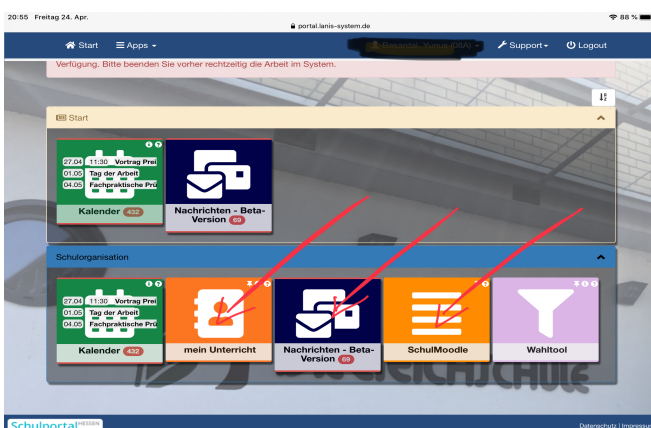 20:55 Freitag 24. Apr.
portal.lanis-system.de
88 %
Start Apps Support Logout
Verfügung. Bitte beenden Sie vorher rechtzeitig die Arbeit im System.
Start
27.04 11:30 Vortrag Prei
01.05 Tag der Arbeit
04.05 Fachpraktische Prü
Kalender 432
Nachrichten - Beta-
Version 69
Schulorganisation
27.04 11:30 Vortrag Prei
01.05 Tag der Arbeit
04.05 Fachpraktische Prü
Kalender 432
mein Unterricht
Nachrichten - Beta-
Version 69
SchulMoodle
Wahltool
Schulportal HESSEN
Datenschutz | Impressum